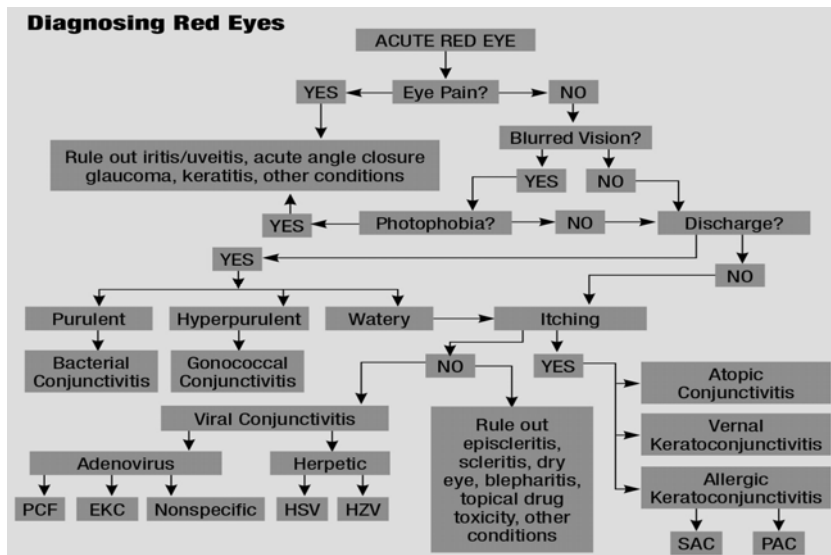 Diagnosing Red Eyes
ACUTE RED EYE
YES
Eye Pain?
NO
Blurred Vision?
Rule out iritis/uveitis, acute angle closure
glaucoma, keratitis, other conditions
YES
NO
YES
Photophobia?
NO
Discharge?
YES
NO
Purulent
Hyperpurulent
Watery
Itching
Bacterial
Conjunctivitis
Gonococcal
Conjunctivitis
NO
YES
Atopic
Conjunctivitis
Viral Conjunctivitis
Rule out
episcleritis,
scleritis, dry
eye, blepharitis,
topical drug
toxicity, other
conditions
Vernal
Keratoconjunctivitis
Adenovirus
Herpetic
Allergic
Keratoconjunctivitis
PCF
EKC
Nonspecific
HSV
HZV
SAC
PAC